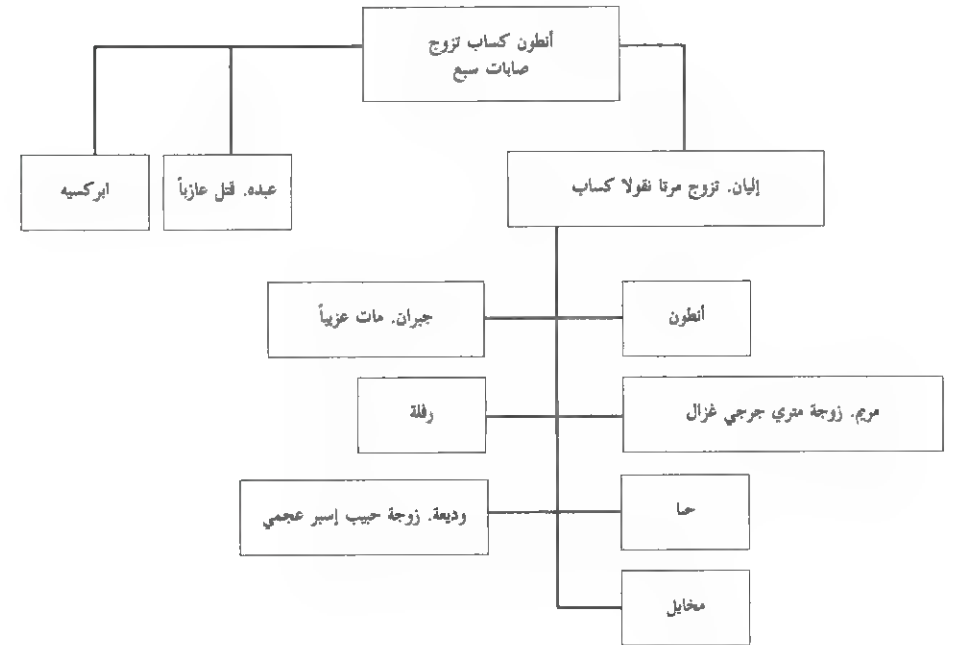 أنطون كساب تزوج
صابات سبع
إليان. تزوج مرتا نقولا كساب
عبده. قتل عازباً
ابركسيه
أنطون
جبران. مات عزيباً
مريم. زوجة متري جرجي غزال
رفلة
حنا
وديعة. زوجة حبيب إسبر عجمي
مخايل